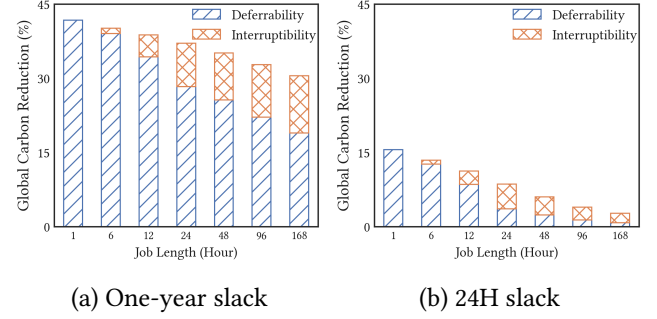 Global Carbon Reduction (%)
45
30
15
0
Deferrability
Interruptibility
1 6 12 24 48 96 168
Job Length (Hour)
(a) One-year slack
Global Carbon Reduction (%)
45
30
15
0
Deferrability
Interruptibility
1 6 12 24 48 96 168
Job Length (Hour)
(b) 24H slack